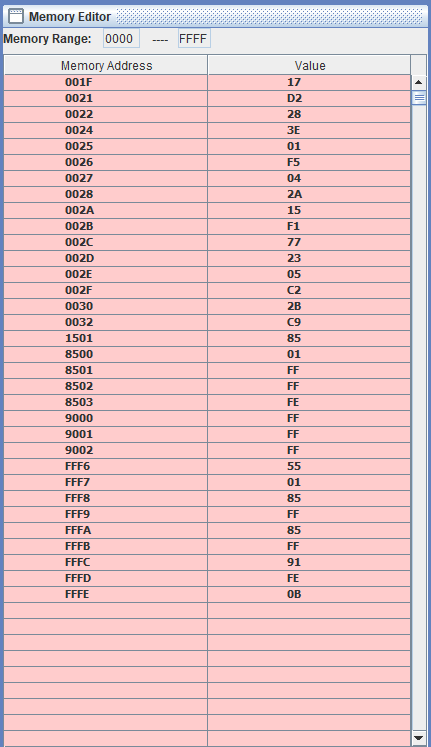 Memory Editor
Memory Range: 0000 ---- FFFF
Memory Address Value
001F 17
0021 D2
0022 28
0024 3E
0025 01
0026 F5
0027 04
0028 2A
002A 15
002B F1
002C 77
002D 23
002E 05
002F C2
0030 2B
0032 C9
1501 85
8500 01
8501 FF
8502 FF
8503 FE
9000 FF
9001 FF
9002 FF
FFF6 55
FFF7 01
FFF8 85
FFF9 FF
FFFA 85
FFFB FF
FFFC 91
FFFD FE
FFFE 0B